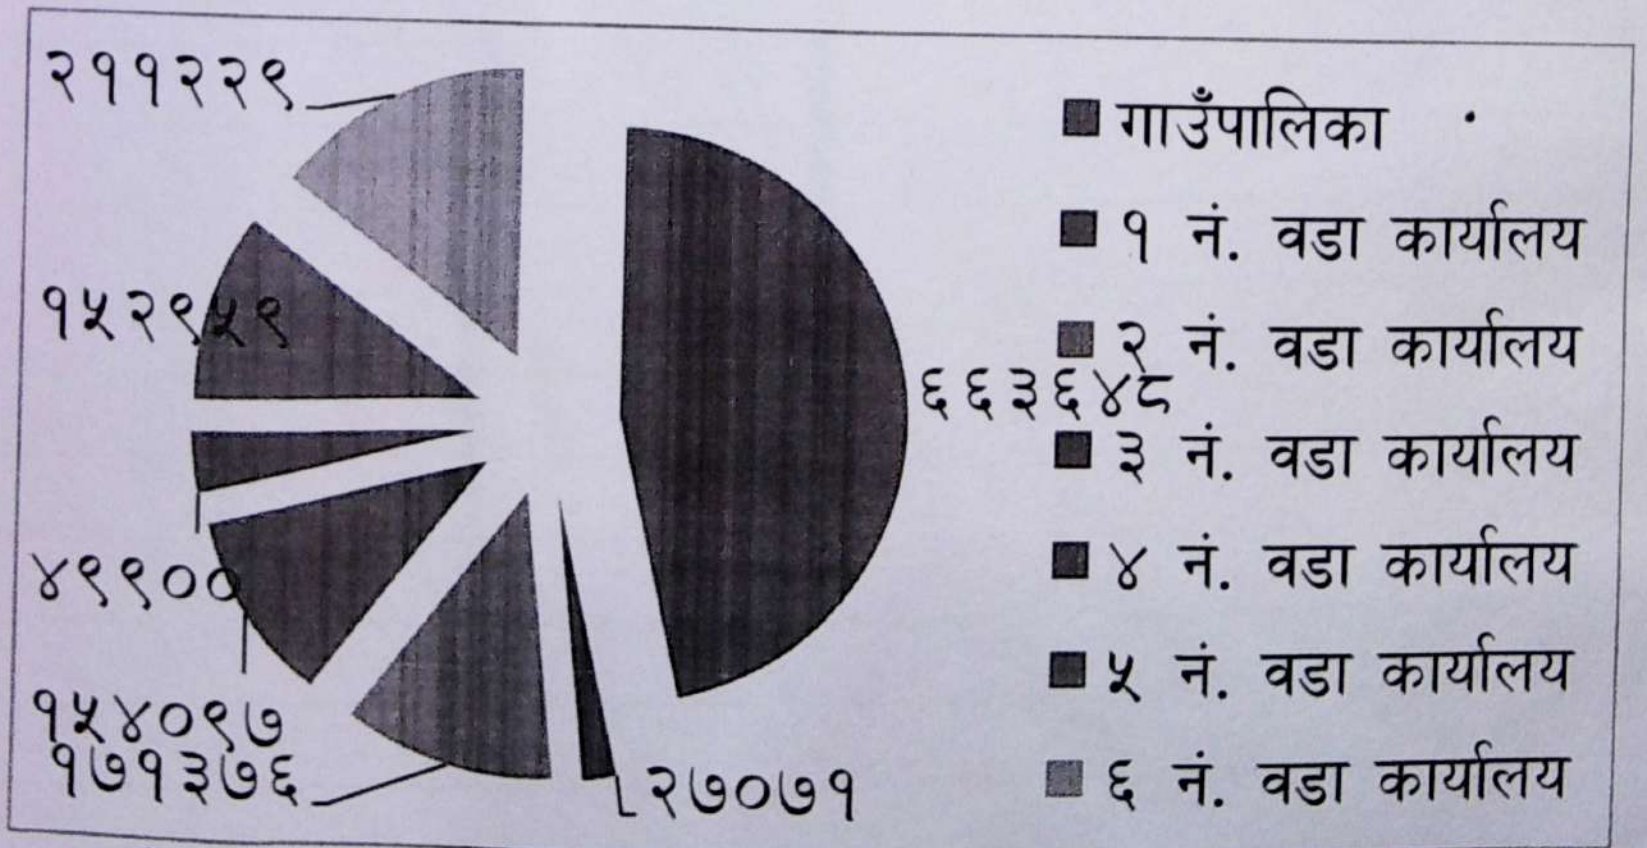 २११२२९
१५२९५९
४९९००
१५४०९७
१७१३७६
२७०७१
६६३६४८
गाउँपालिका
१ नं. वडा कार्यालय
२ नं. वडा कार्यालय
३ नं. वडा कार्यालय
४ नं. वडा कार्यालय
५ नं. वडा कार्यालय
६ नं. वडा कार्यालय